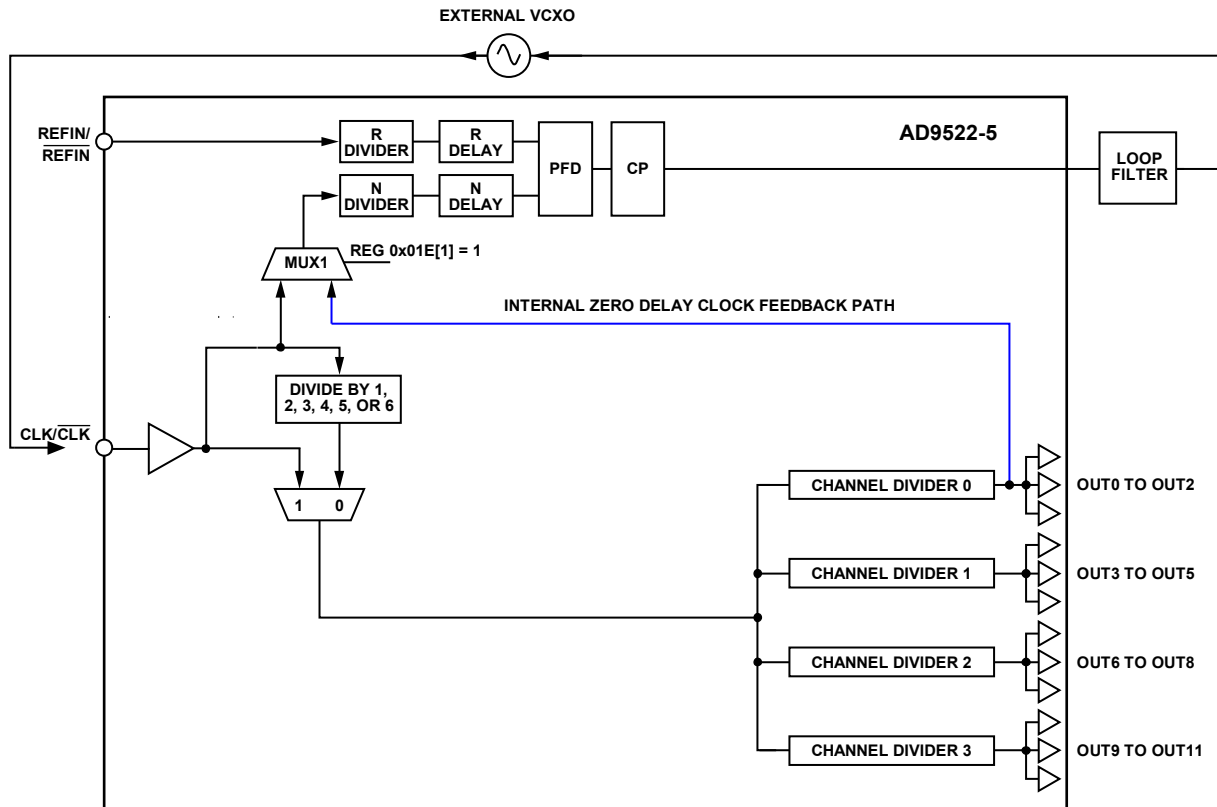 EXTERNAL VCXO
AD9522-5
REFIN/
REFIN
R
DIVIDER
R
DELAY
PFD
CP
LOOP
FILTER
N
DIVIDER
N
DELAY
MUX1
REG 0x01E[1] = 1
INTERNAL ZERO DELAY CLOCK FEEDBACK PATH
DIVIDE BY 1,
2, 3, 4, 5, OR 6
CLK/CLK
1 0
CHANNEL DIVIDER 0
OUT0 TO OUT2
CHANNEL DIVIDER 1
OUT3 TO OUT5
CHANNEL DIVIDER 2
OUT6 TO OUT8
CHANNEL DIVIDER 3
OUT9 TO OUT11